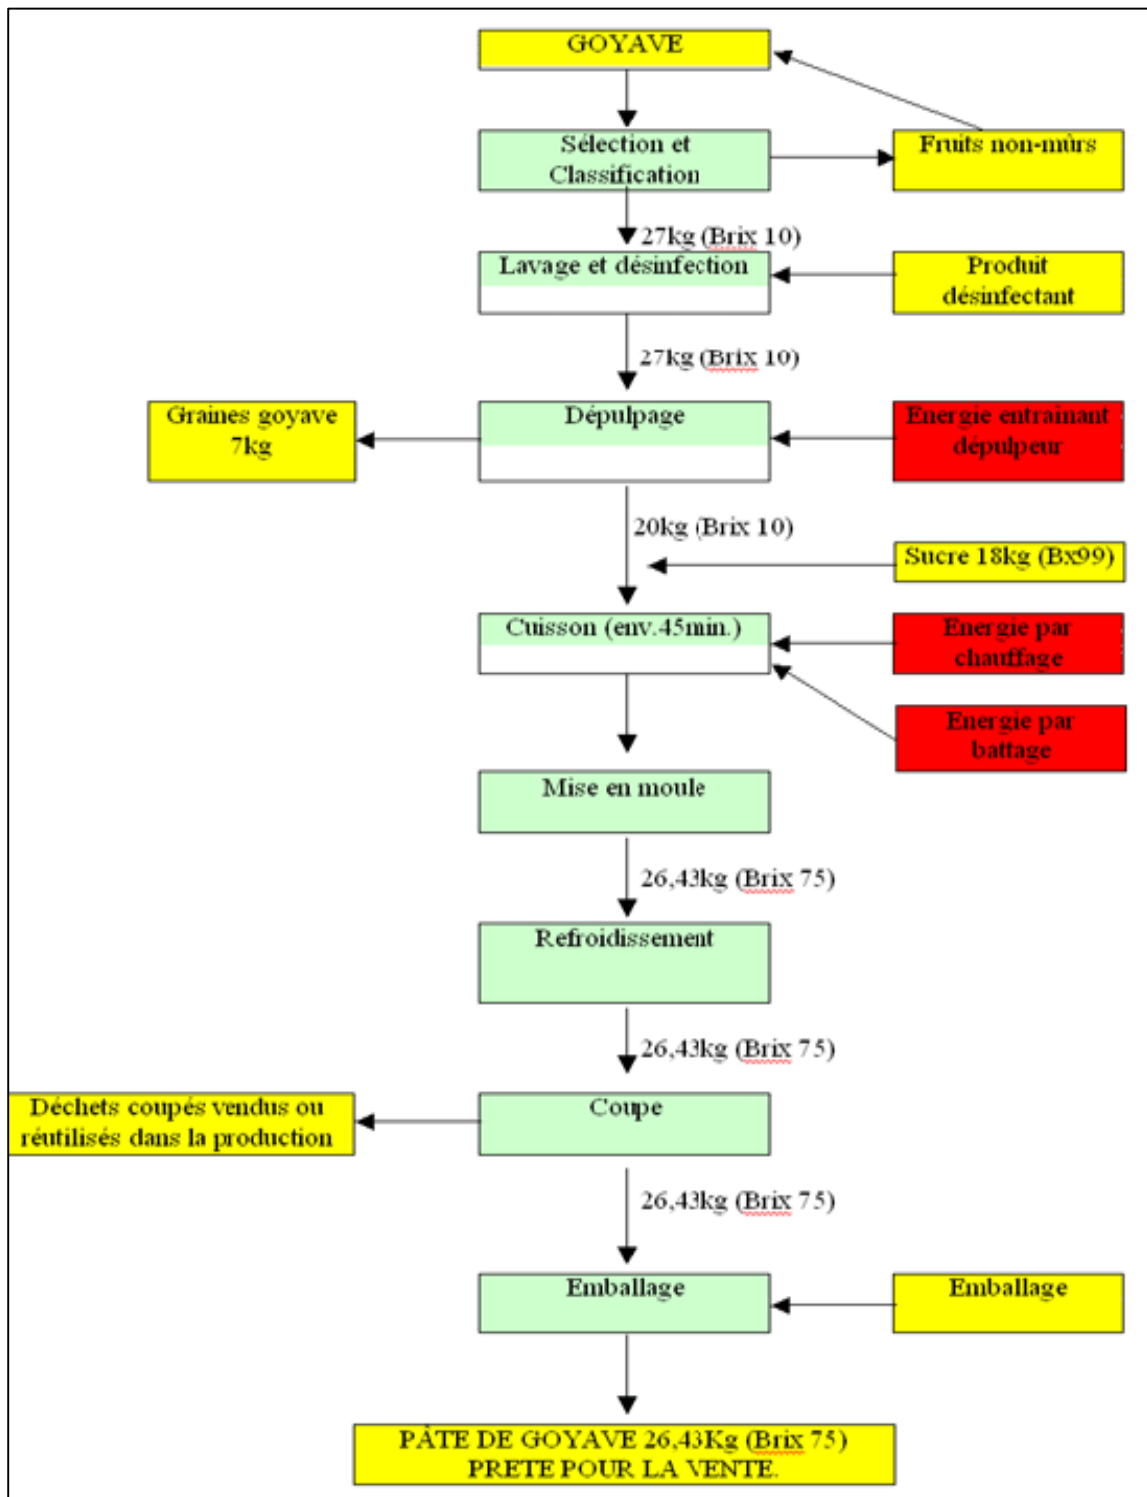 GOYAVE
Sélection et
Classification
Fruits non-mûrs
27kg (Brix 10)
Lavage et désinfection
Produit
désinfectant
27kg (Brix 10)
Graines goyave
7kg
Dépulpage
Energie entrainant
dépulpeur
20kg (Brix 10)
Sucre 18kg (Bx99)
Cuisson (env.45min.)
Energie par
chauffage
Energie par
battage
Mise en moule
26,43kg (Brix 75)
Refroidissement
26,43kg (Brix 75)
Déchets coupés vendus ou
réutilisés dans la production
Coupe
26,43kg (Brix 75)
Emballage
Emballage
PÂTE DE GOYAVE 26,43Kg (Brix 75)
PRETE POUR LA VENTE.